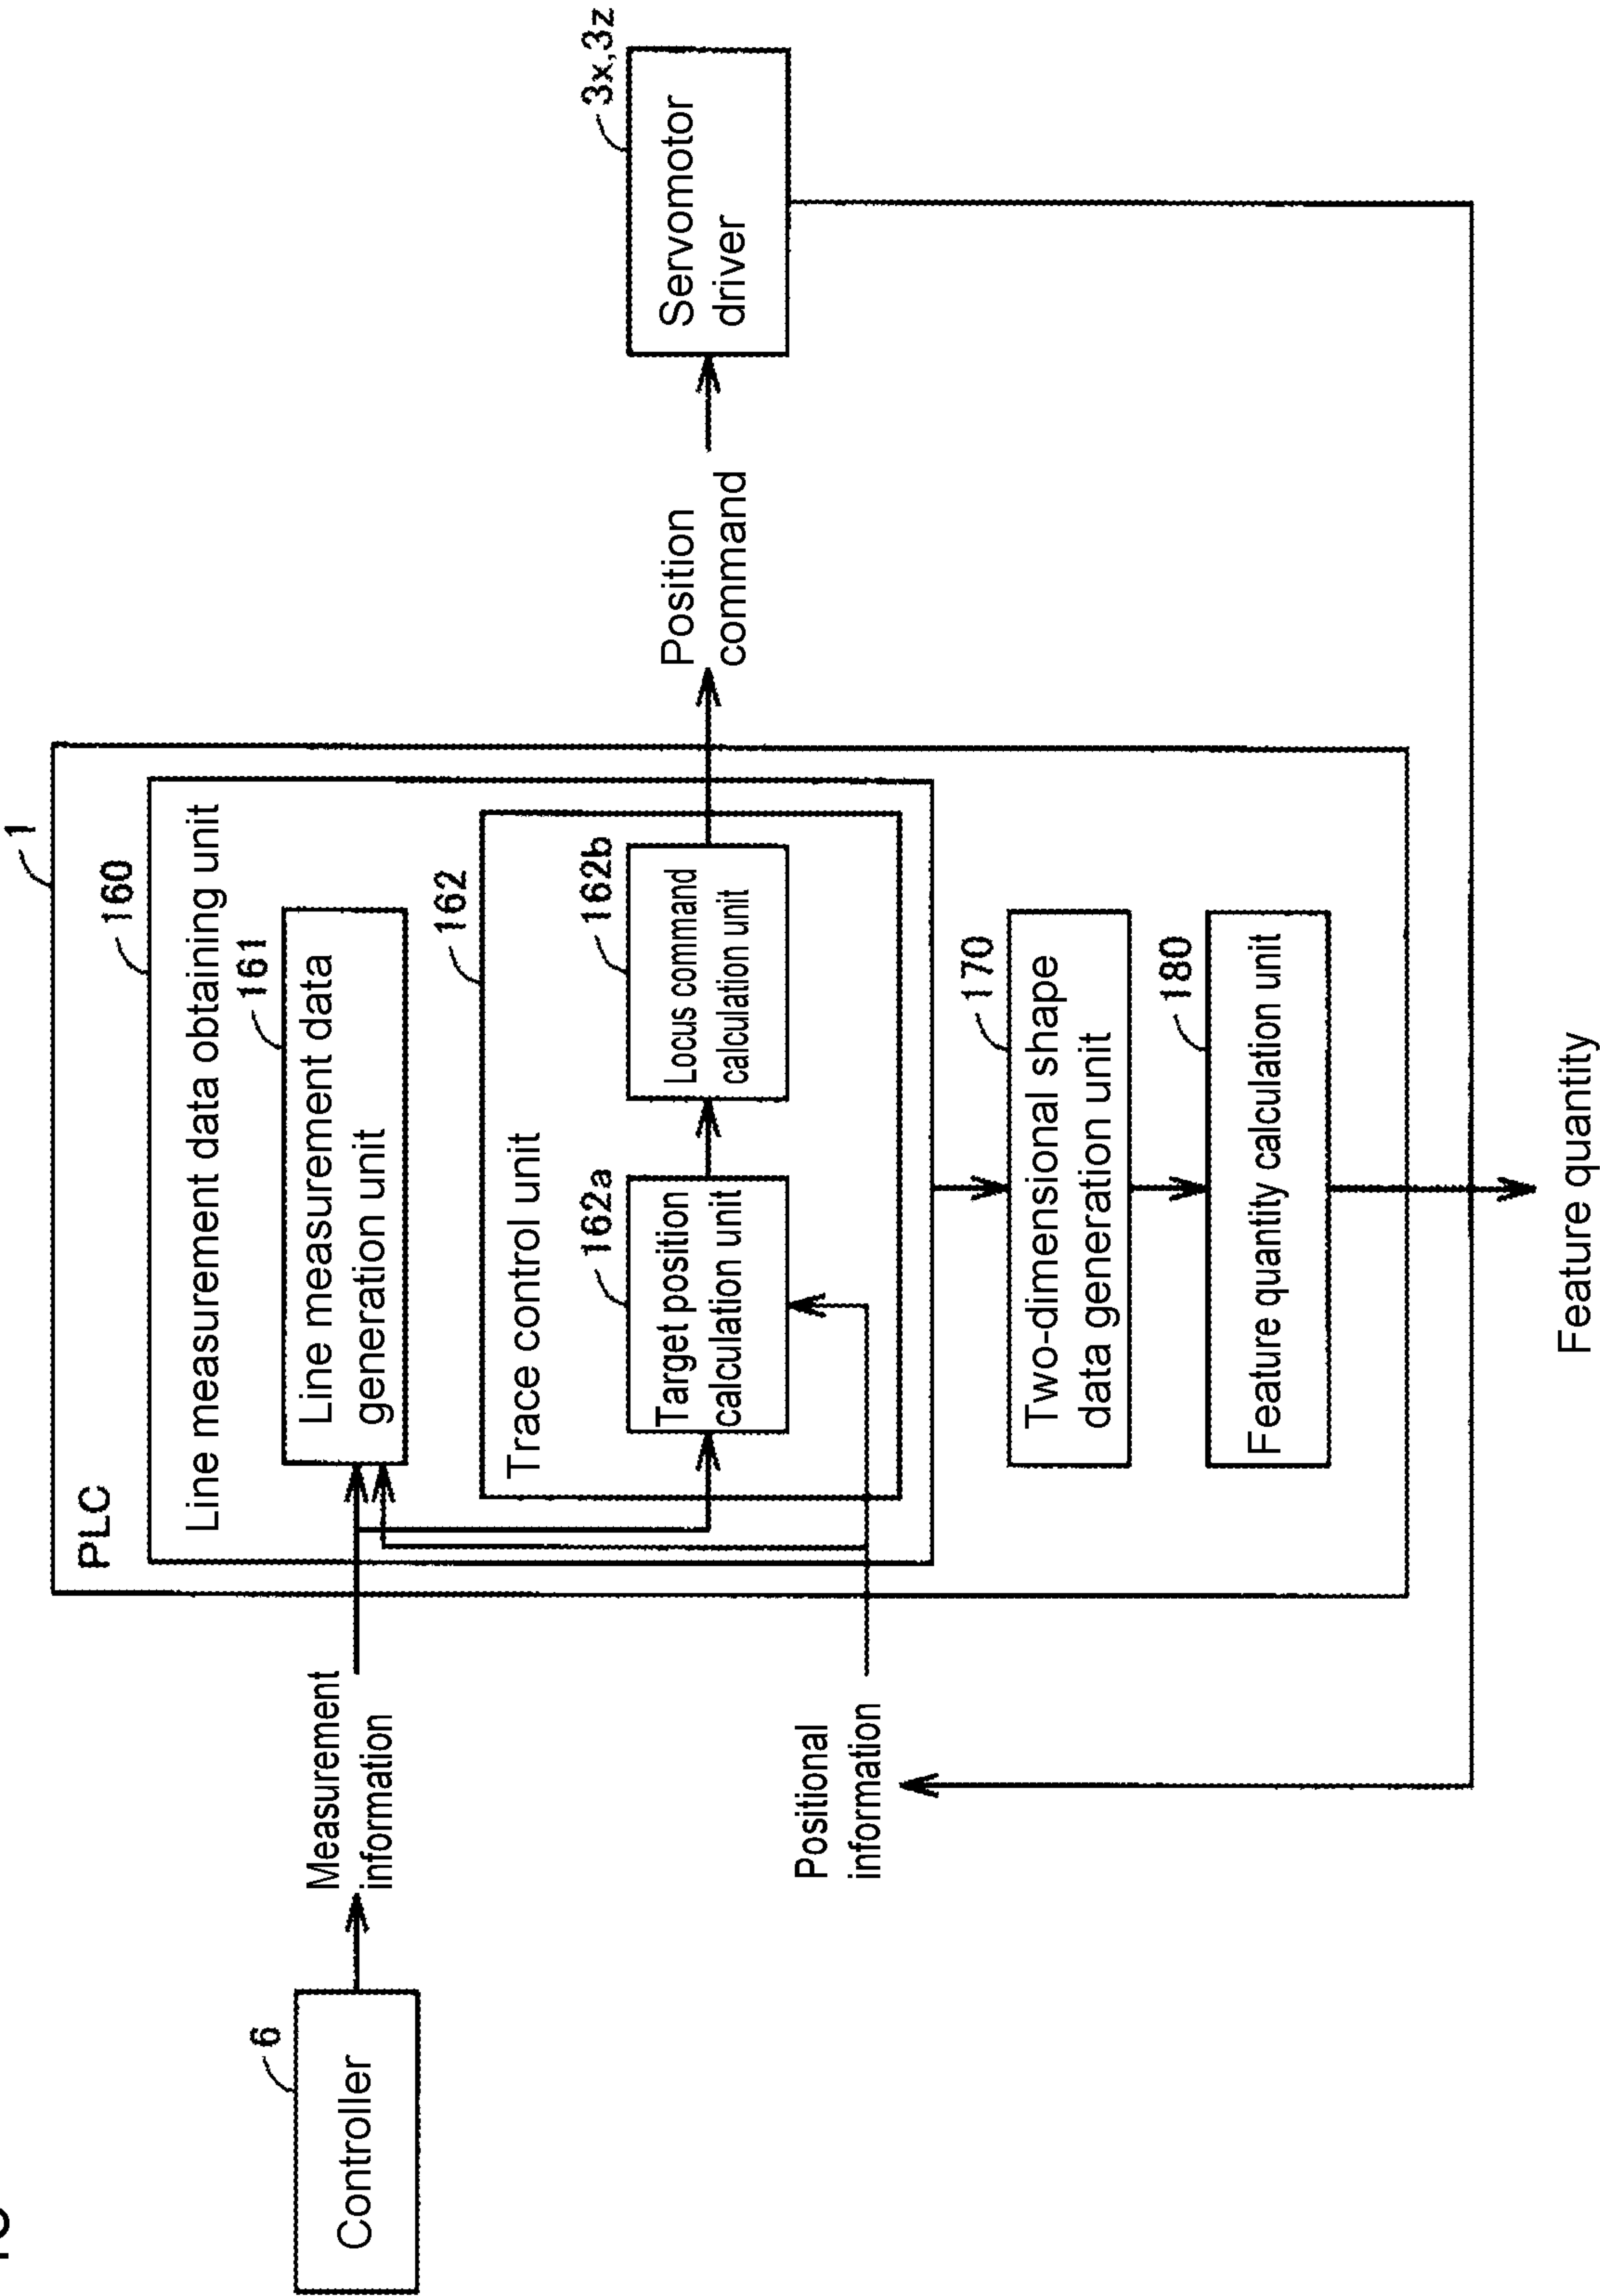 1
PLC
160
Line measurement data obtaining unit
161
Line measurement data
generation unit
6
Controller
Measurement
information
162
Trace control unit
162a
Target position
calculation unit
162b
Locus command
calculation unit
Position
command
3x,3z
Servomotor
driver
Positional
information
170
Two-dimensional shape
data generation unit
180
Feature quantity calculation unit
Feature quantity